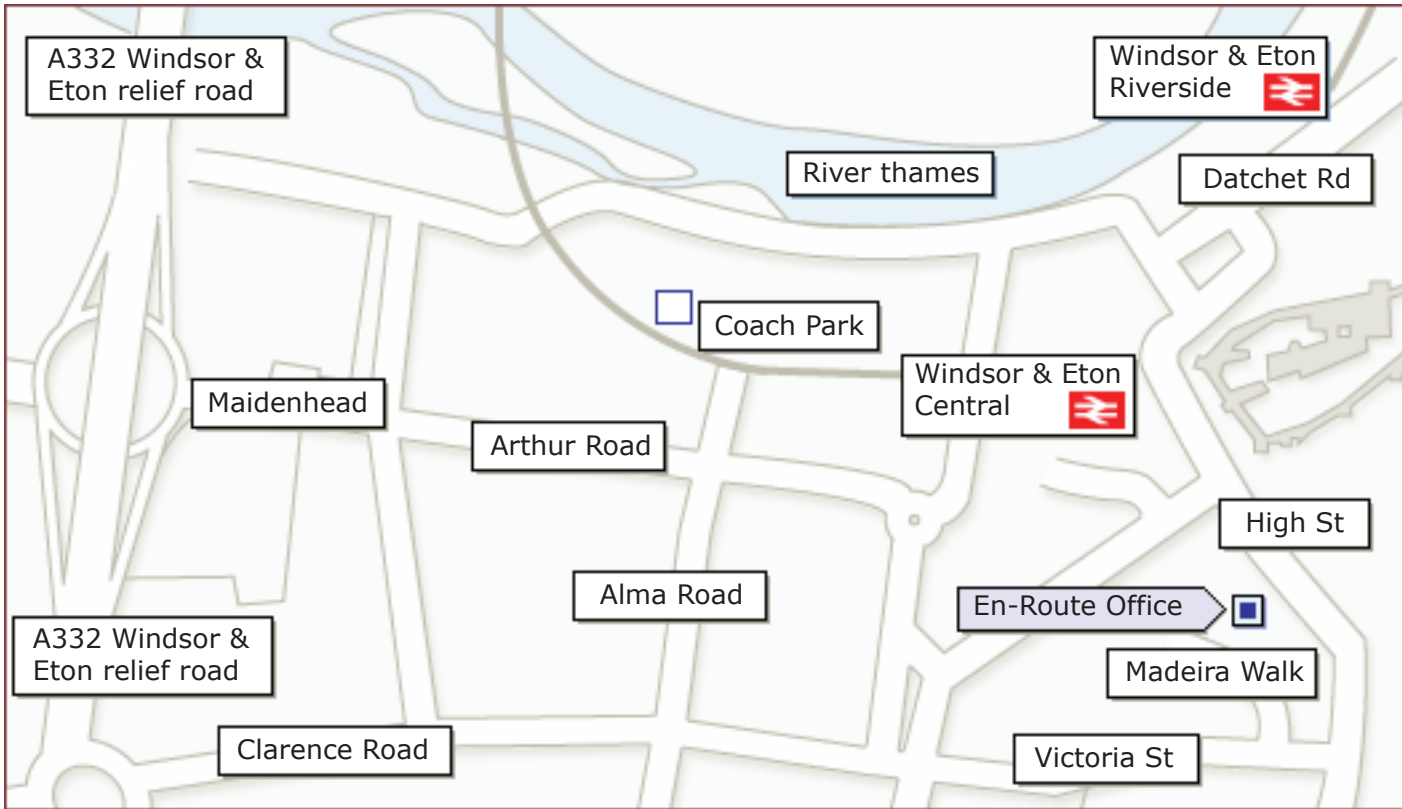 A332 Windsor &
Eton relief road
Windsor & Eton
Riverside
River thames
Datchet Rd
Coach Park
Windsor & Eton
Central
Maidenhead
Arthur Road
High St
Alma Road
En-Route Office
A332 Windsor &
Eton relief road
Madeira Walk
Clarence Road
Victoria St